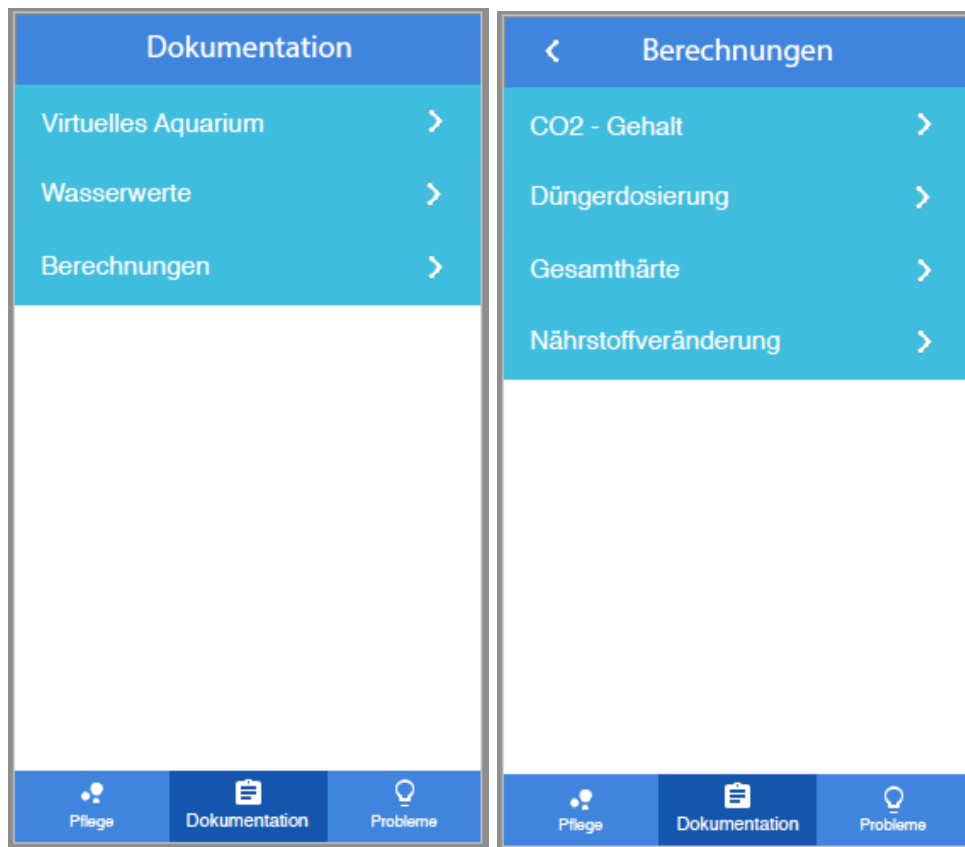 Dokumentation
Virtuelles Aquarium
Wasserwerte
Berechnungen
Pflege
Dokumentation
Probleme
Berechnungen
CO2 - Gehalt
Düngerdosierung
Gesamthärte
Nährstoffveränderung
Pflege
Dokumentation
Probleme